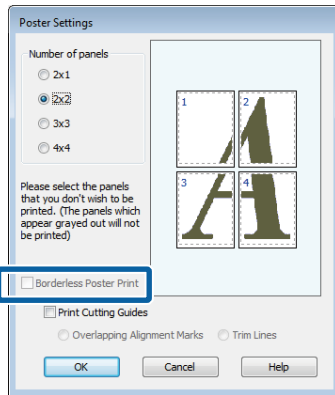 Poster Settings
Number of panels
2x1
2x2
3x3
4x4
1
2
3
4
A
Please select the panels
that you don't wish to be
printed. (The panels which
appear grayed out will not
be printed)
Borderless Poster Print
Print Cutting Guides
Overlapping Alignment Marks
Trim Lines
OK
Cancel
Help